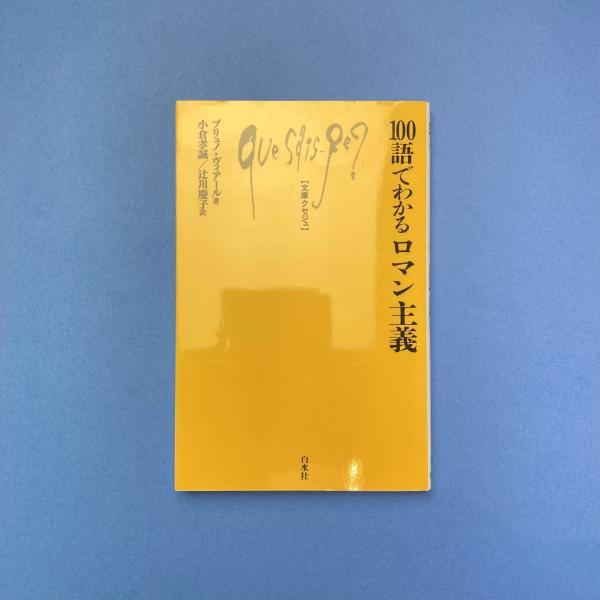 100語でわかるロマン主義
que sais-je?
[文庫クセジュ]
ブリュノ・ヴィアール著
小倉孝誠/辻川慶子訳
白水社